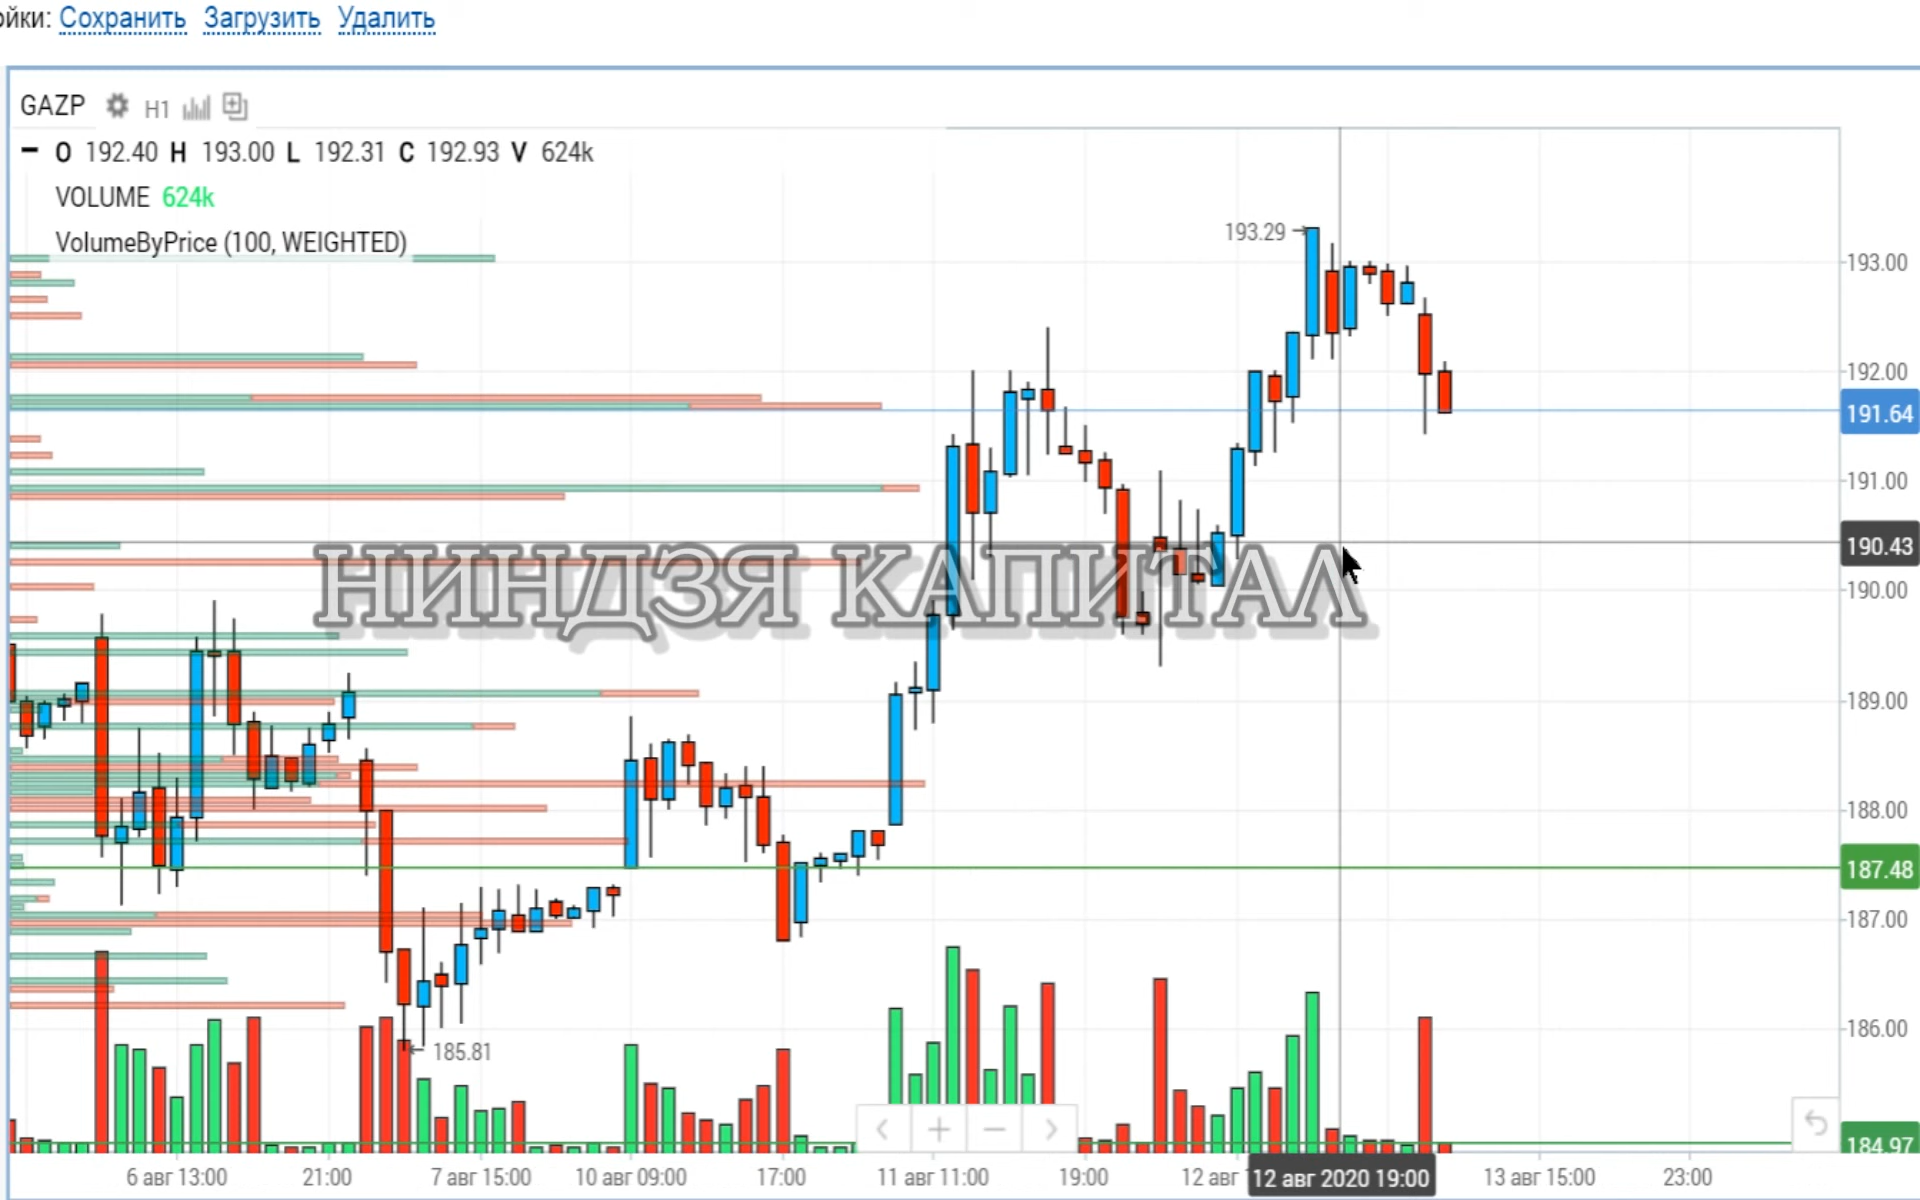 ойки: Сохранить Загрузить Удалить
GAZP H1
O 192.40 H 193.00 L 192.31 C 192.93 V 624k
VOLUME 624k
VolumeByPrice (100, WEIGHTED)
193.29
193.00
192.00
191.64
191.00
190.43
НИНДЗЯ КАПИТАЛ
190.00
189.00
188.00
187.48
187.00
186.00
185.81
184.97
6 авг 13:00 21:00 7 авг 15:00 10 авг 09:00 17:00 11 авг 11:00 19:00 12 авг 12 авг 2020 19:00 13 авг 15:00 23:00